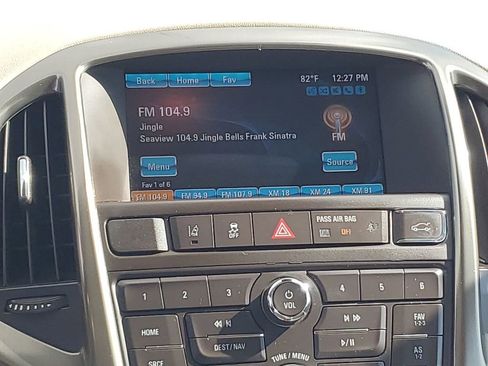 Back Home Fav 82°F 12:27 PM
FM 104.9
Jingle
Seaview 104.9 Jingle Bells Frank Sinatra
FM
Menu Source
Fav 1 of 6
FM 104.9 FM 94.9 FM 107.9 XM 18 XM 24 XM 91
OFF PASS AIR BAG OFF
1 2 3 4 5 6
VOL
HOME FAV
1-2-3
SRCE DEST/NAV AS
1-2
TUNE / MENU